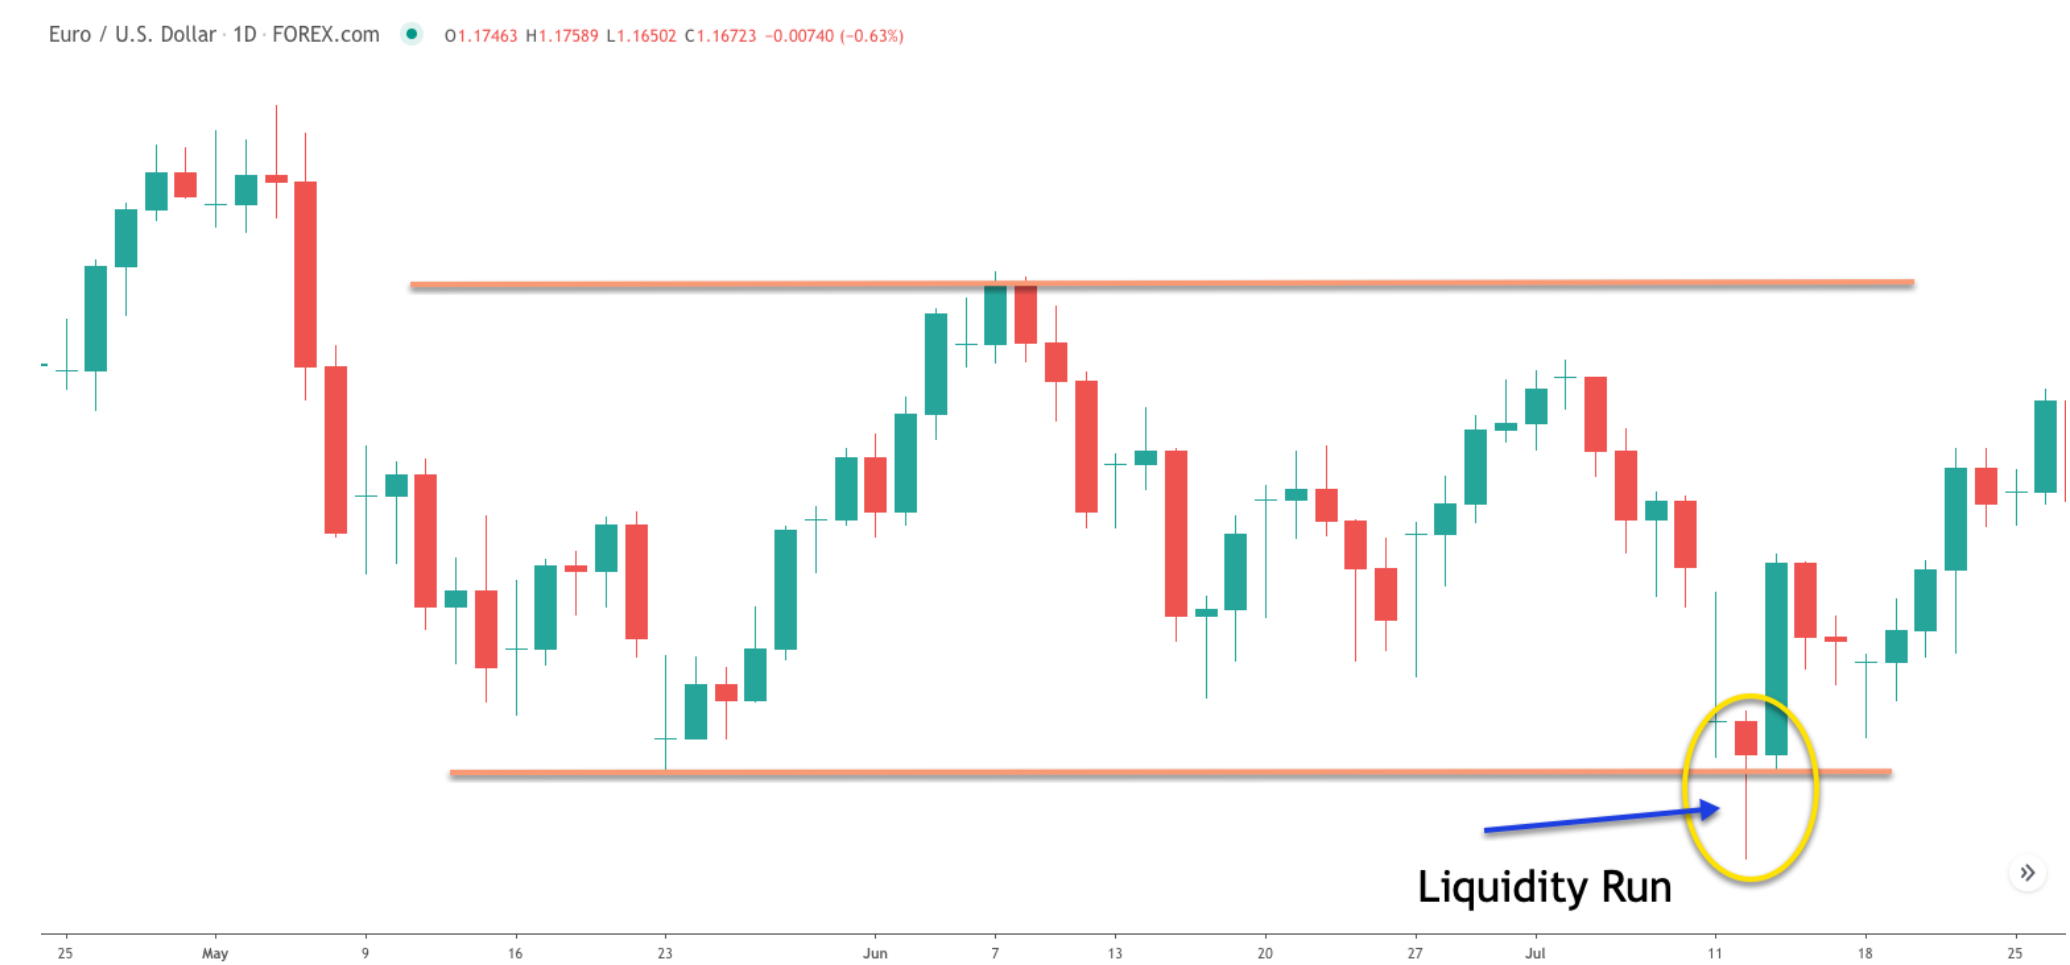 Euro / U.S. Dollar · 1D · FOREX.com O1.17463 H1.17589 L1.16502 C1.16723 −0.00740 (−0.63%)
Liquidity Run
25 May 9 16 23 Jun 7 13 20 27 Jul 11 18 25